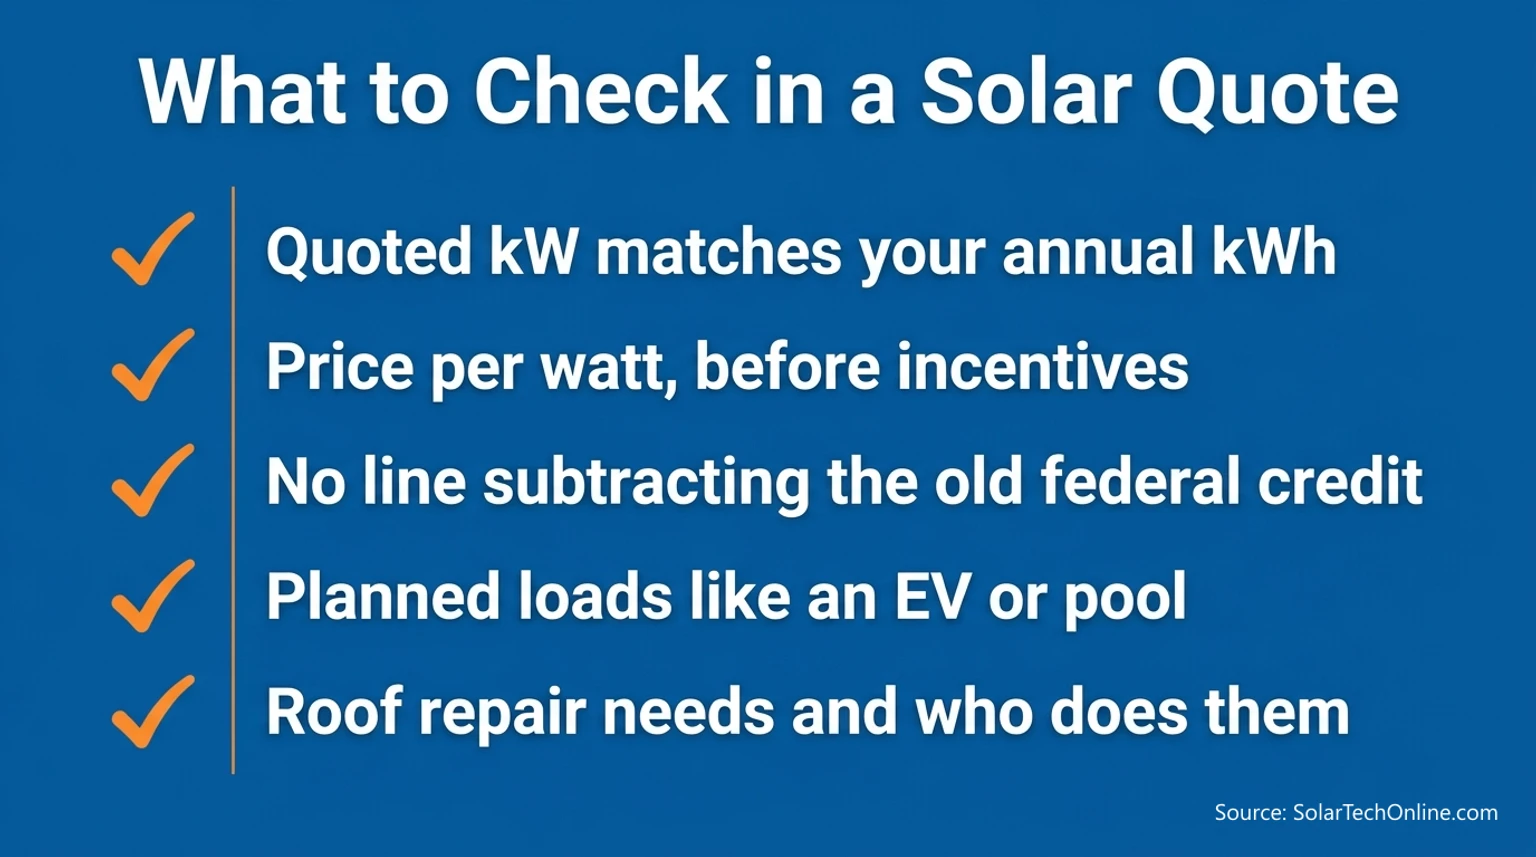 What to Check in a Solar Quote
Quoted kW matches your annual kWh
Price per watt, before incentives
No line subtracting the old federal credit
Planned loads like an EV or pool
Roof repair needs and who does them
Source: SolarTechOnline.com